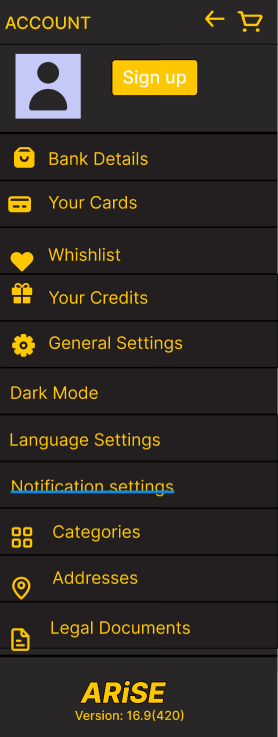 ACCOUNT
Sign up
Bank Details
Your Cards
Whishlist
Your Credits
General Settings
Dark Mode
Language Settings
Notification settings
Categories
Addresses
Legal Documents
ARiSE
Version: 16.9(420)